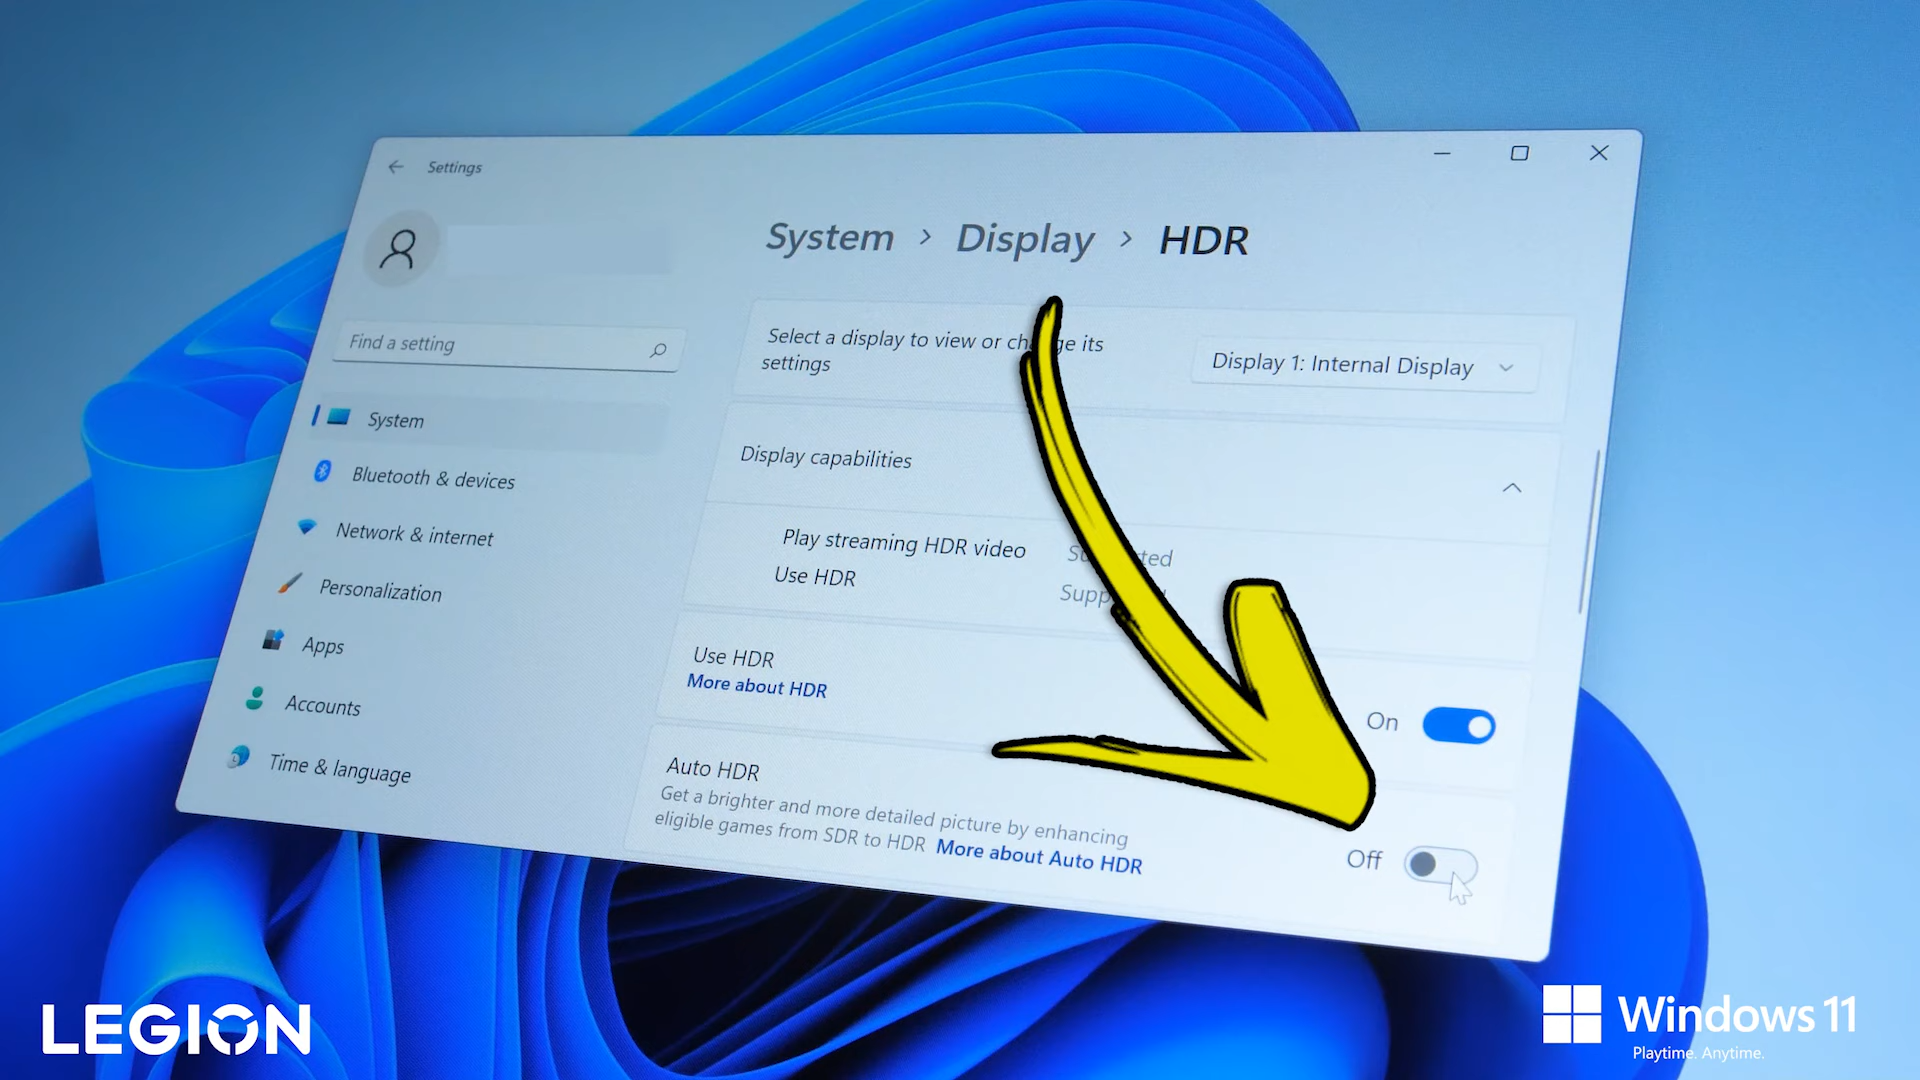 Settings
System > Display > HDR
Find a setting
System
Bluetooth & devices
Network & internet
Personalization
Apps
Accounts
Time & language
Select a display to view or change its
settings
Display 1: Internal Display
Display capabilities
Play streaming HDR video
Use HDR
Use HDR
More about HDR
On
Auto HDR
Get a brighter and more detailed picture by enhancing
eligible games from SDR to HDR More about Auto HDR
Off
LEGION
Windows 11
Playtime. Anytime.